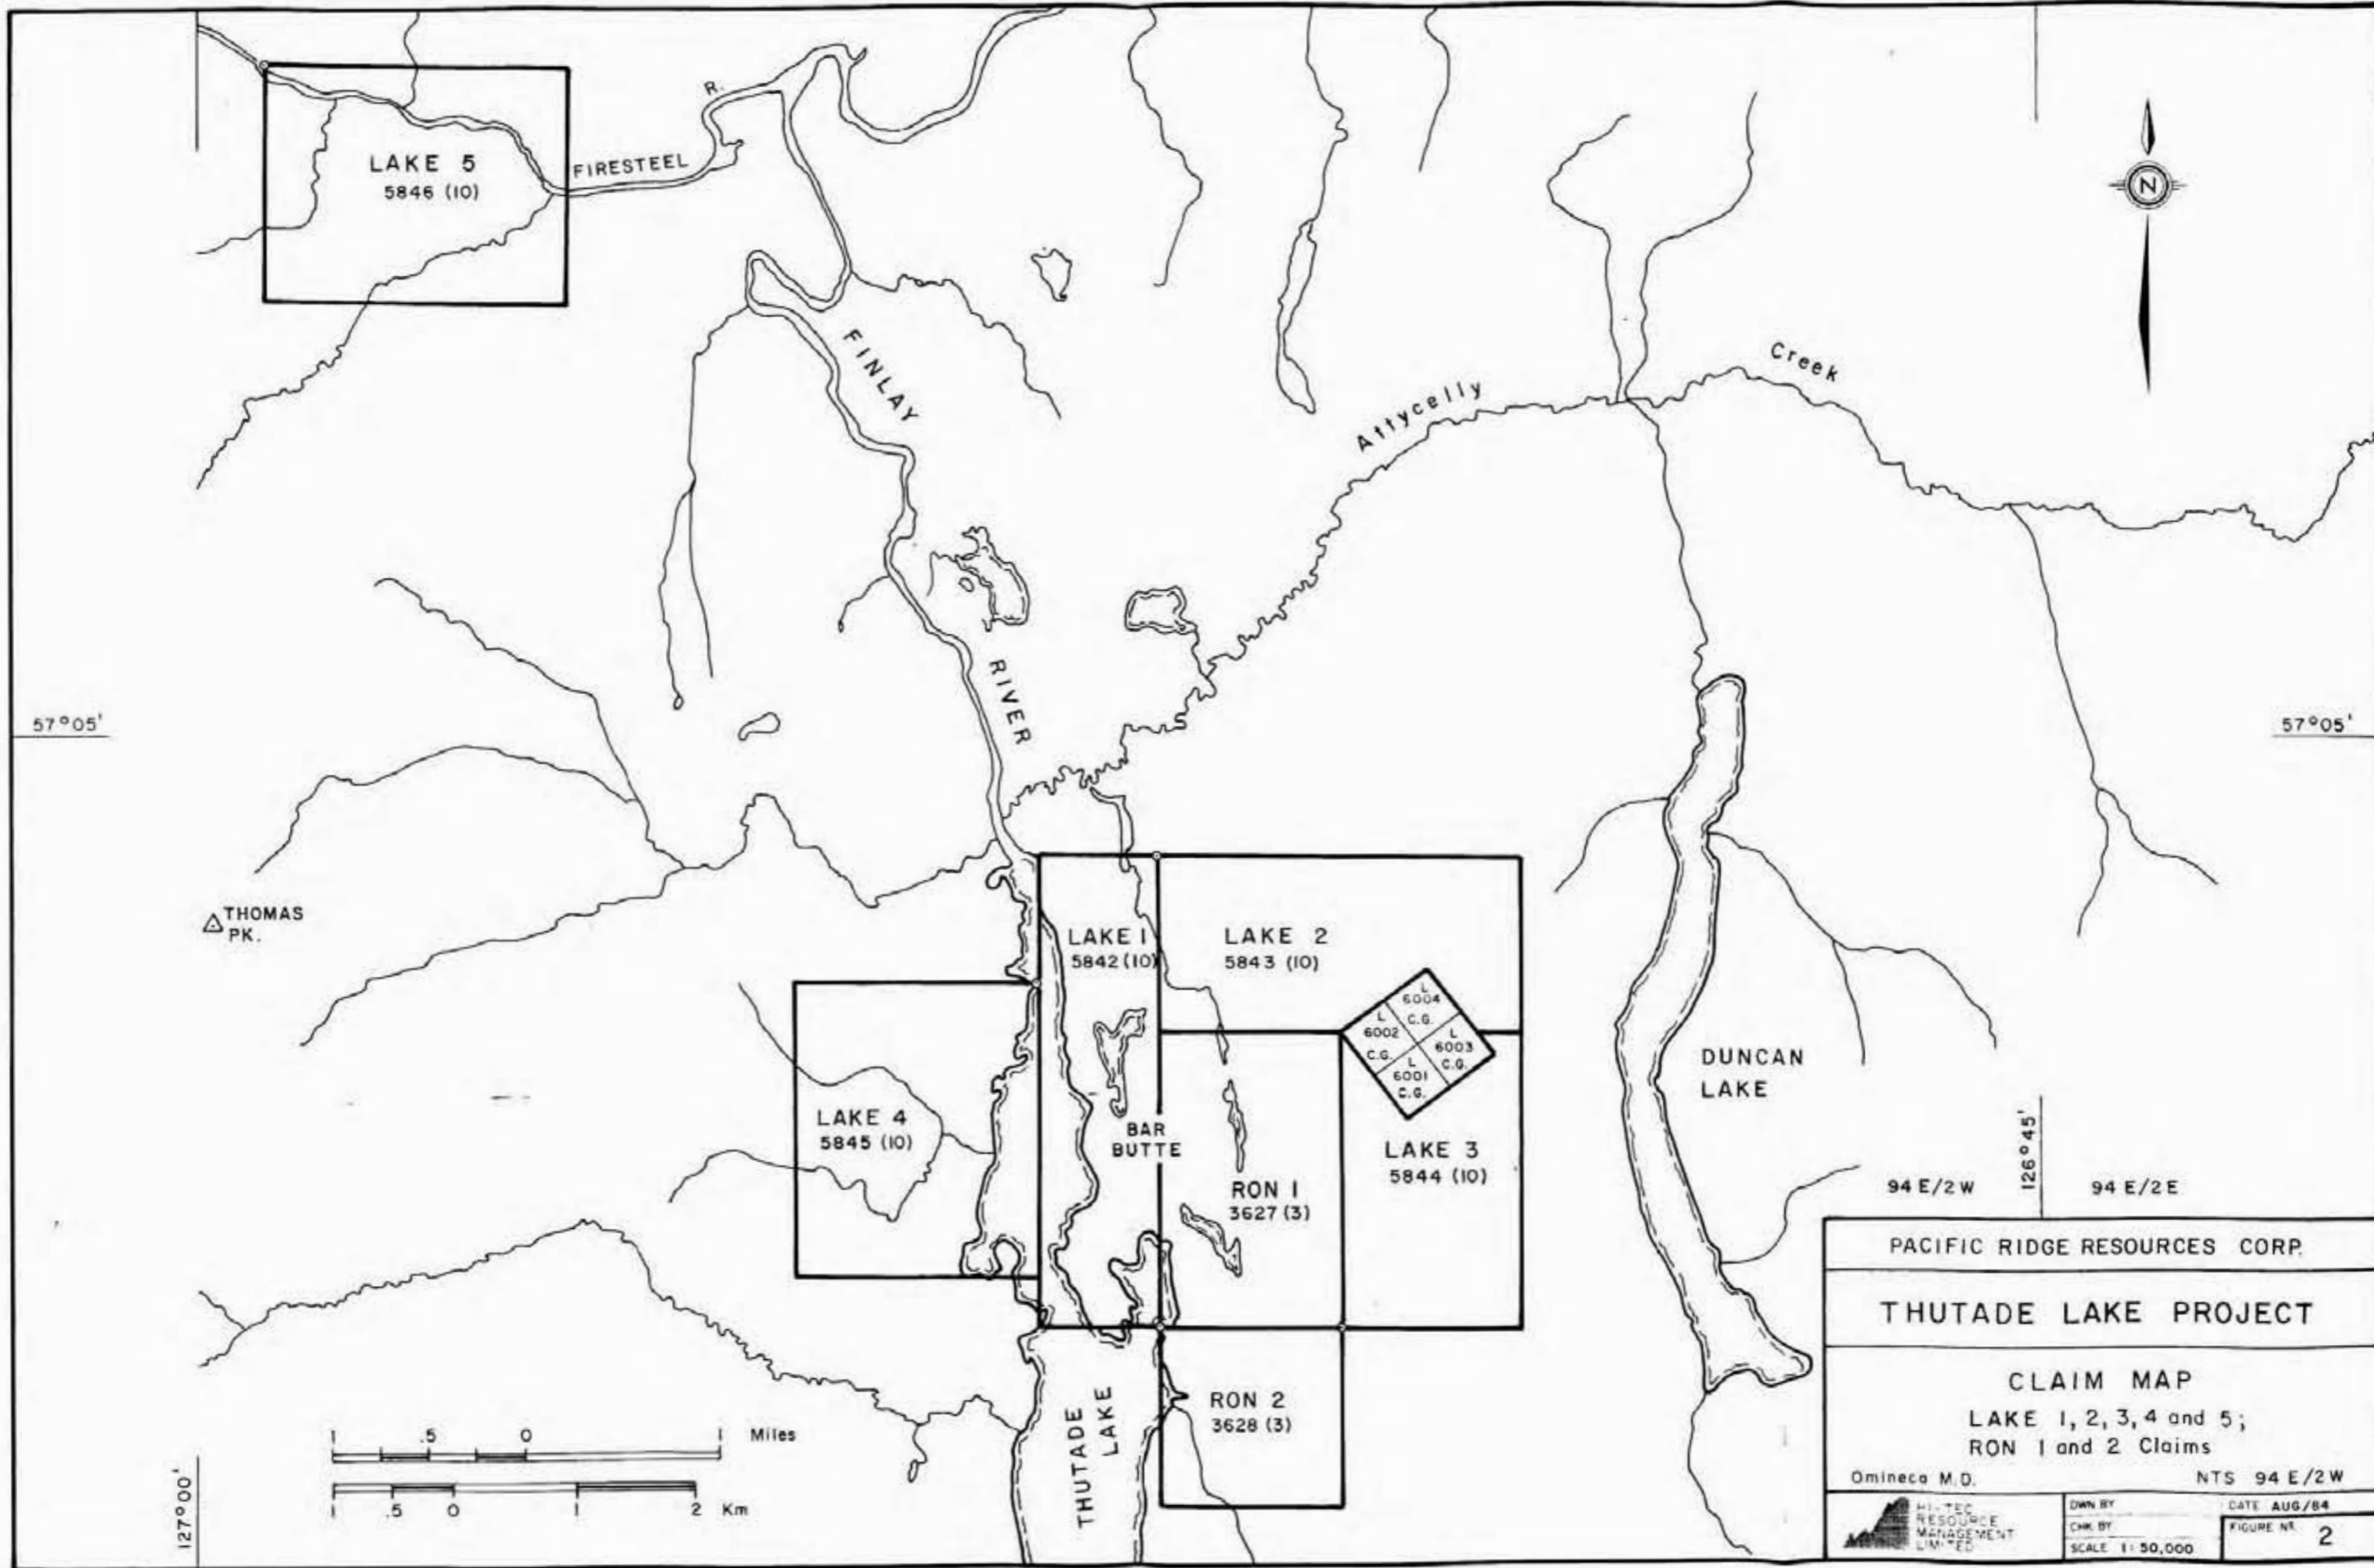 R.
FIRESTEEL
LAKE 5
5846 (10)
N
FINLAY
RIVER
Attycelly
Creek
57°05'
57°05'
THOMAS
PK.
LAKE 1
5842 (10)
LAKE 2
5843 (10)
L
6004
C.G.
L
6002
C.G.
L
6003
C.G.
L
6001
C.G.
LAKE 4
5845 (10)
BAR
BUTTE
RON 1
3627 (3)
LAKE 3
5844 (10)
DUNCAN
LAKE
94 E/2 W
126°45'
94 E/2 E
RON 2
3628 (3)
THUTADE
LAKE
1 .5 0 1 Miles
1 .5 0 1 2 Km
127°00'
PACIFIC RIDGE RESOURCES CORP.
THUTADE LAKE PROJECT
CLAIM MAP
LAKE 1, 2, 3, 4 and 5;
RON 1 and 2 Claims
Omineca M.D.
NTS 94 E/2 W
HI-TEC
RESOURCE
MANAGEMENT
LIMITED
DWN BY
DATE AUG/84
CHK BY
SCALE 1:50,000
FIGURE Nº
2